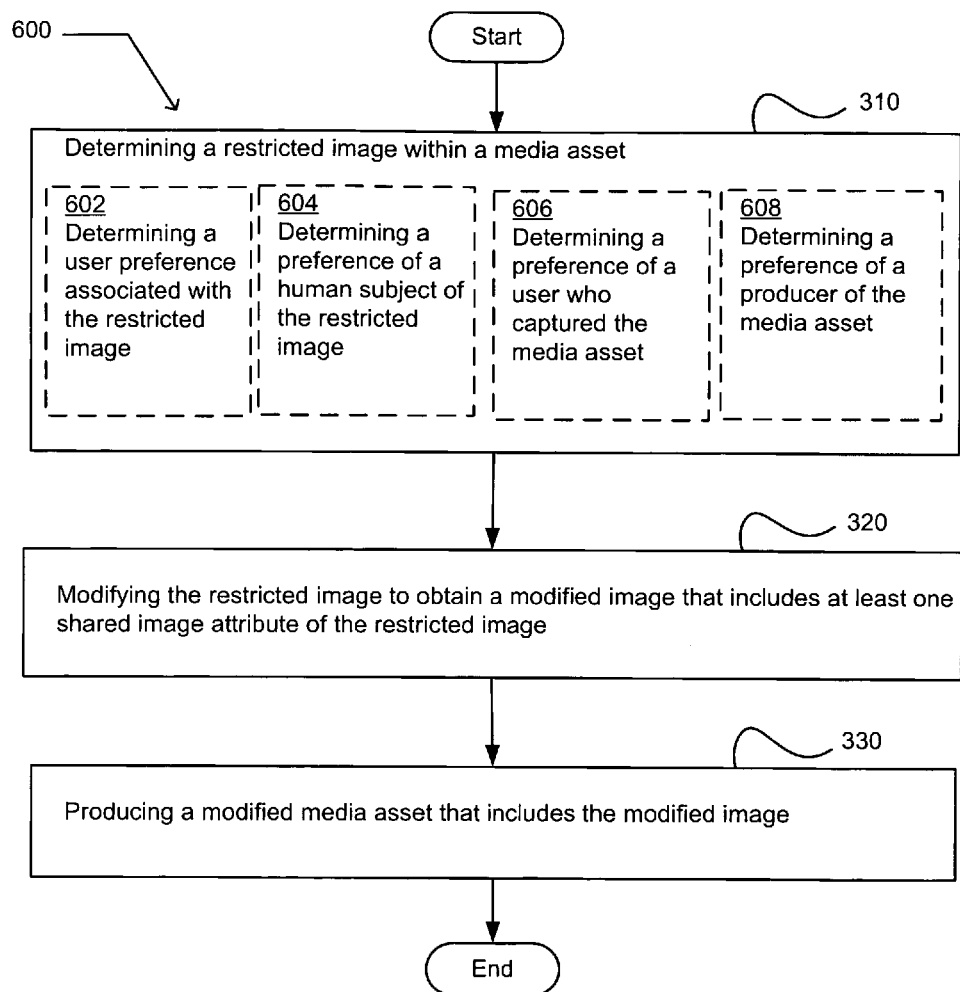 600
Start
310
Determining a restricted image within a media asset
602
Determining a
user preference
associated with
the restricted
image
604
Determining a
preference of a
human subject of
the restricted
image
606
Determining a
preference of a
user who
captured the
media asset
608
Determining a
preference of a
producer of the
media asset
320
Modifying the restricted image to obtain a modified image that includes at least one
shared image attribute of the restricted image
330
Producing a modified media asset that includes the modified image
End